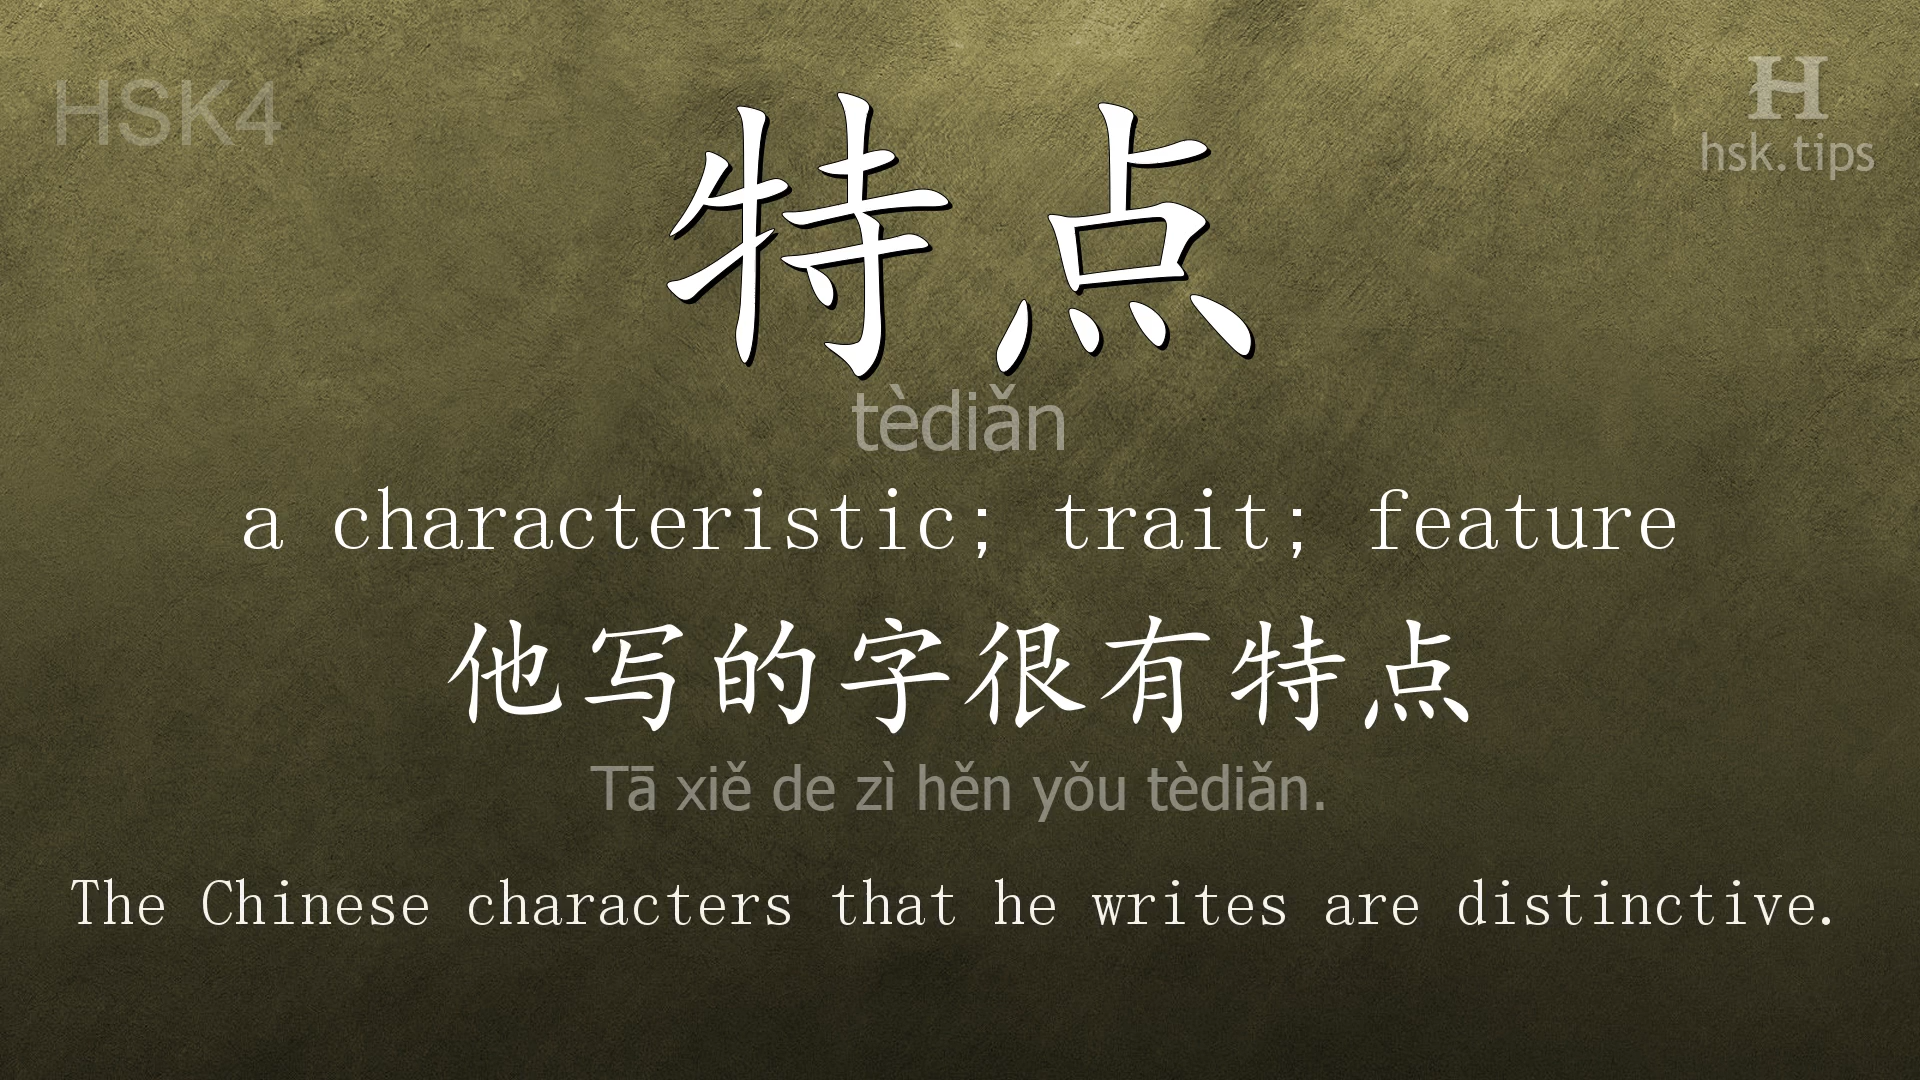 HSK4
H
hsk.tips
特点
tèdiǎn
a characteristic; trait; feature
他写的字很有特点
Tā xiě de zì hěn yǒu tèdiǎn.
The Chinese characters that he writes are distinctive.